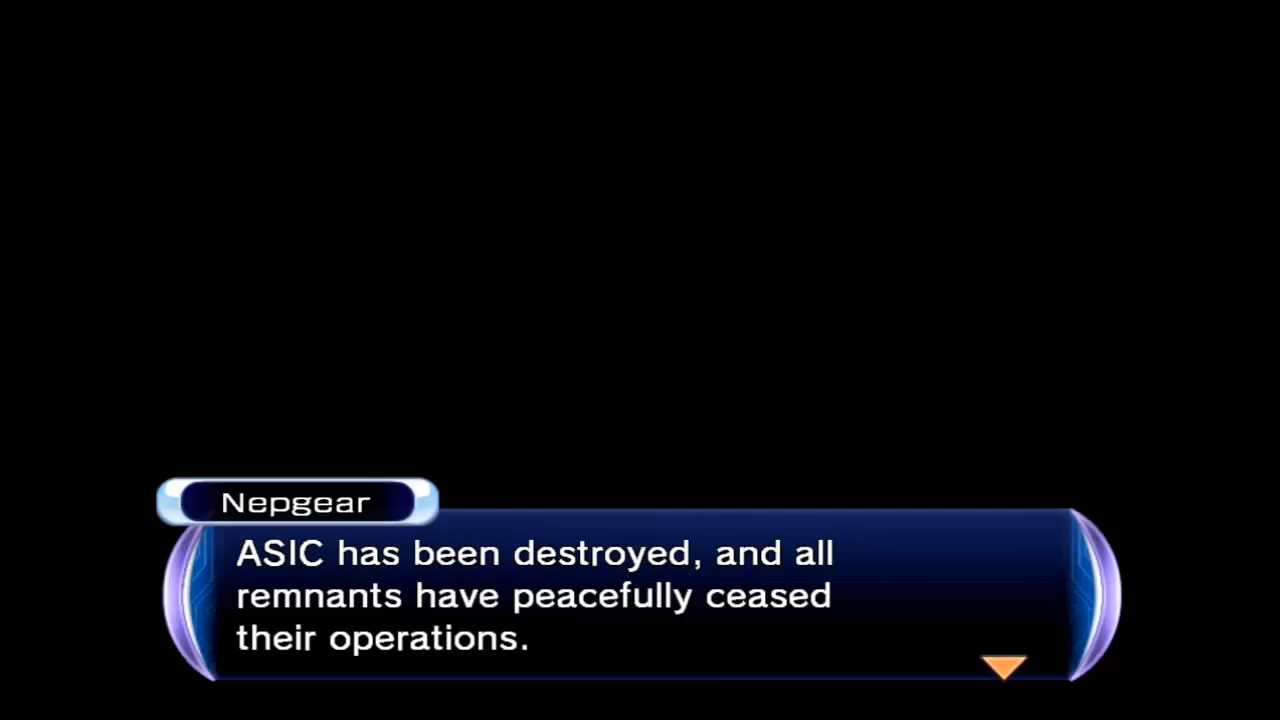 Nepgear
ASIC has been destroyed, and all
remnants have peacefully ceased
their operations.